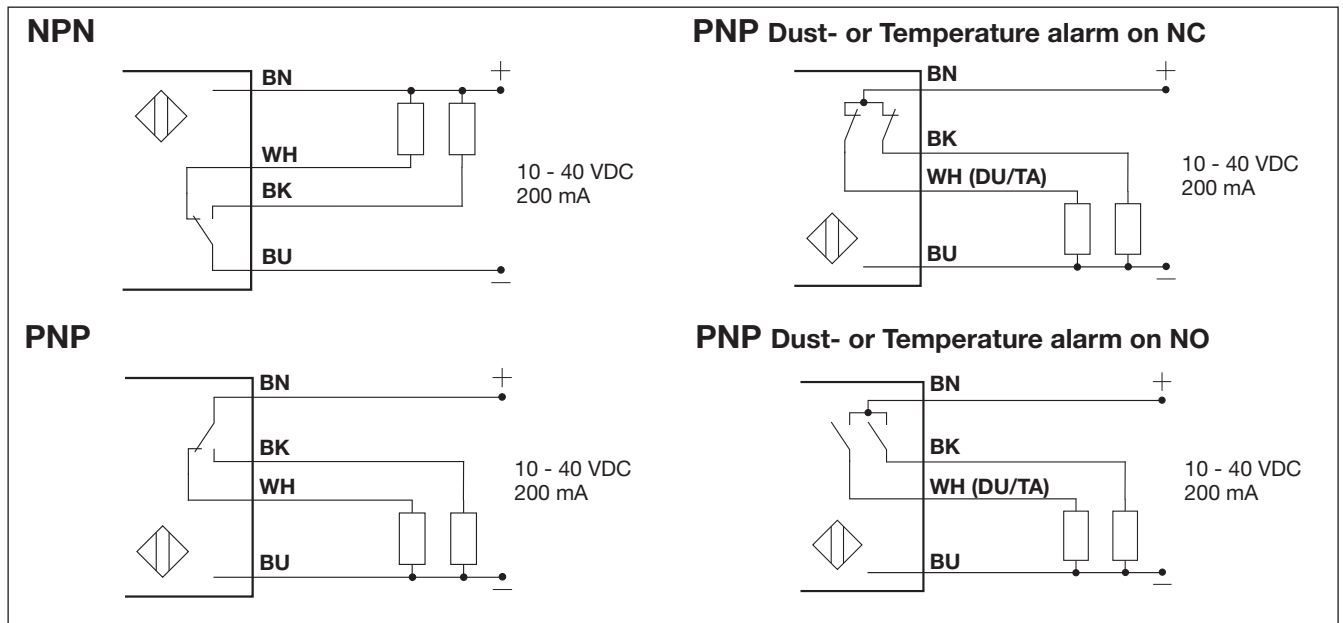 NPN
BN
+
WH
BK
BU
–
10 - 40 VDC
200 mA
PNP Dust- or Temperature alarm on NC
BN
+
BK
WH (DU/TA)
BU
–
10 - 40 VDC
200 mA
PNP
BN
+
BK
WH
BU
–
10 - 40 VDC
200 mA
PNP Dust- or Temperature alarm on NO
BN
+
BK
WH (DU/TA)
BU
–
10 - 40 VDC
200 mA